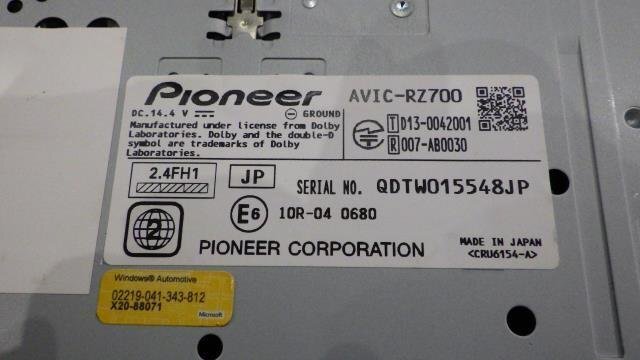 Pioneer
AVIC-RZ700
DC.14.4 V
GROUND
Manufactured under license from Dolby
Laboratories. Dolby and the double-D
symbol are trademarks of Dolby
Laboratories.
T D13-0042001
R 007-AB0030
2.4FH1
JP
SERIAL NO. QDTW015548JP
2
E6 10R-04 0680
PIONEER CORPORATION
MADE IN JAPAN
<CRU6154-A>
Windows® Automotive
02219-041-343-812
X20-88071
Microsoft